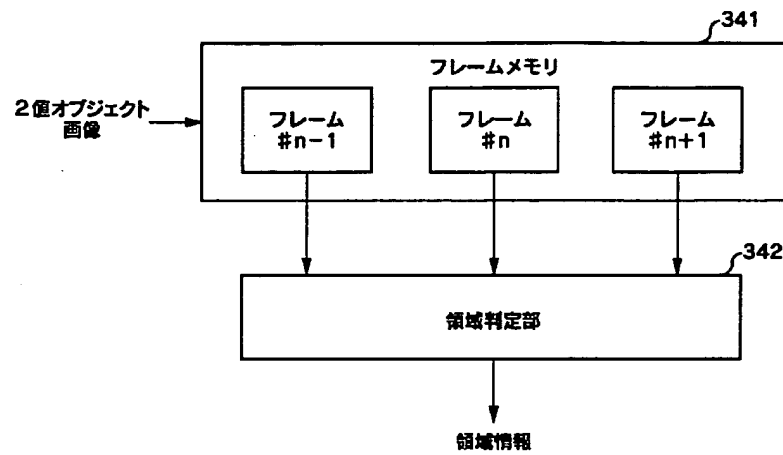 341
フレームメモリ
2値オブジェクト
画像
フレーム
#n−1
フレーム
#n
フレーム
#n+1
342
領域判定部
領域情報